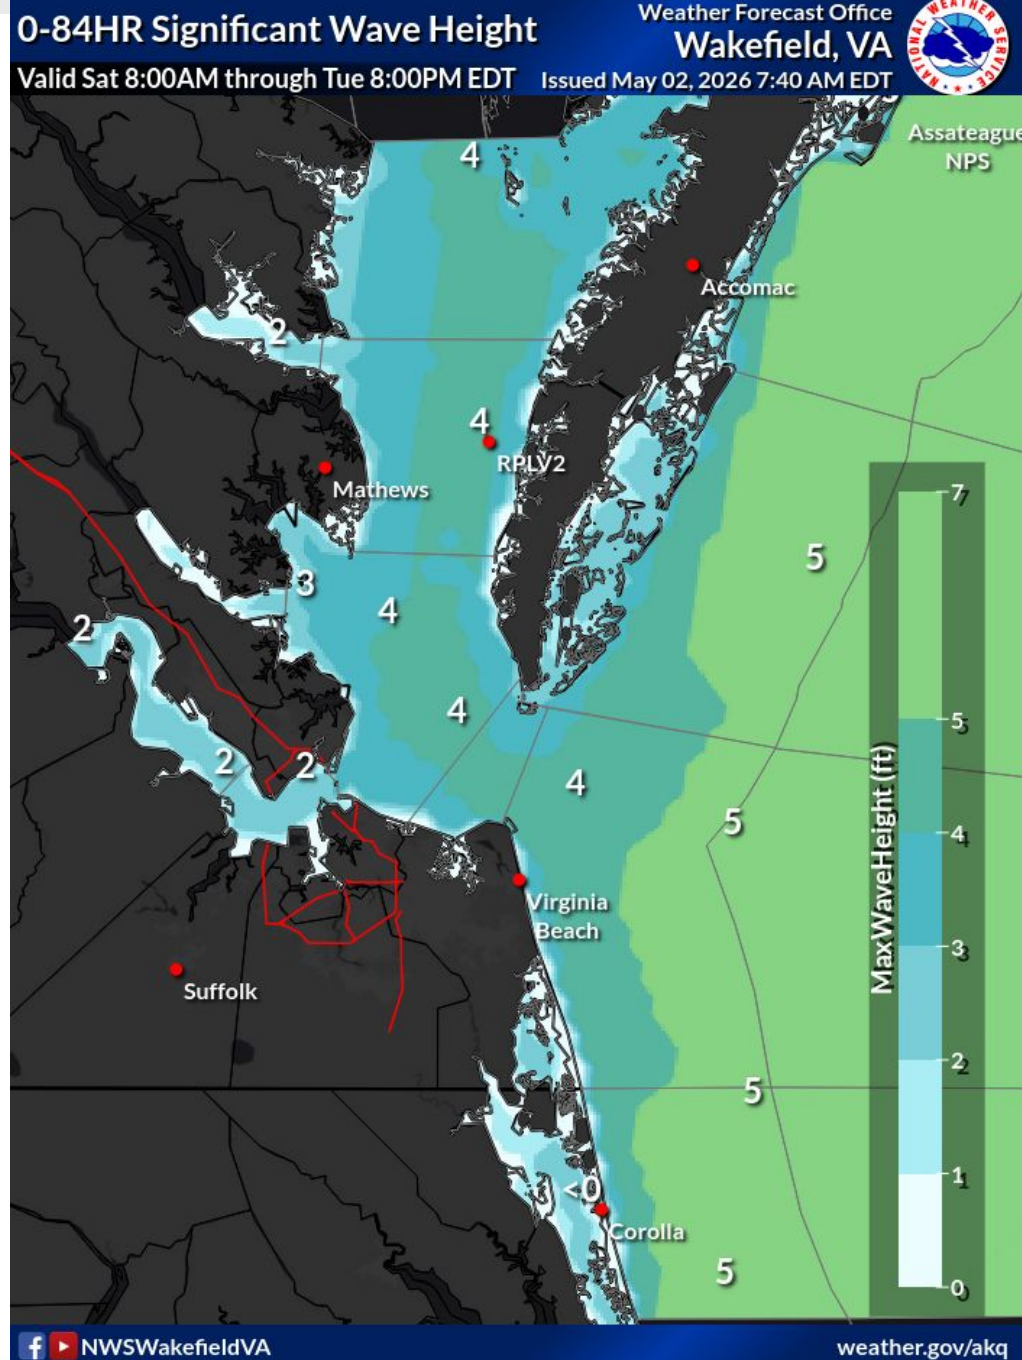 0-84HR Significant Wave Height
Valid Sat 8:00AM through Tue 8:00PM EDT
Weather Forecast Office
Wakefield, VA
Issued May 02, 2026 7:40 AM EDT
NATIONAL WEATHER SERVICE
Assateague
NPS
4
Accomac
2
4
RPLV2
Mathews
7
5
3
4
2
4
5
2
2
4
5
4
MaxWaveHeight (ft)
Virginia
Beach
3
Suffolk
2
5
1
<0
Corolla
5
0
NWSWakefieldVA
weather.gov/akq